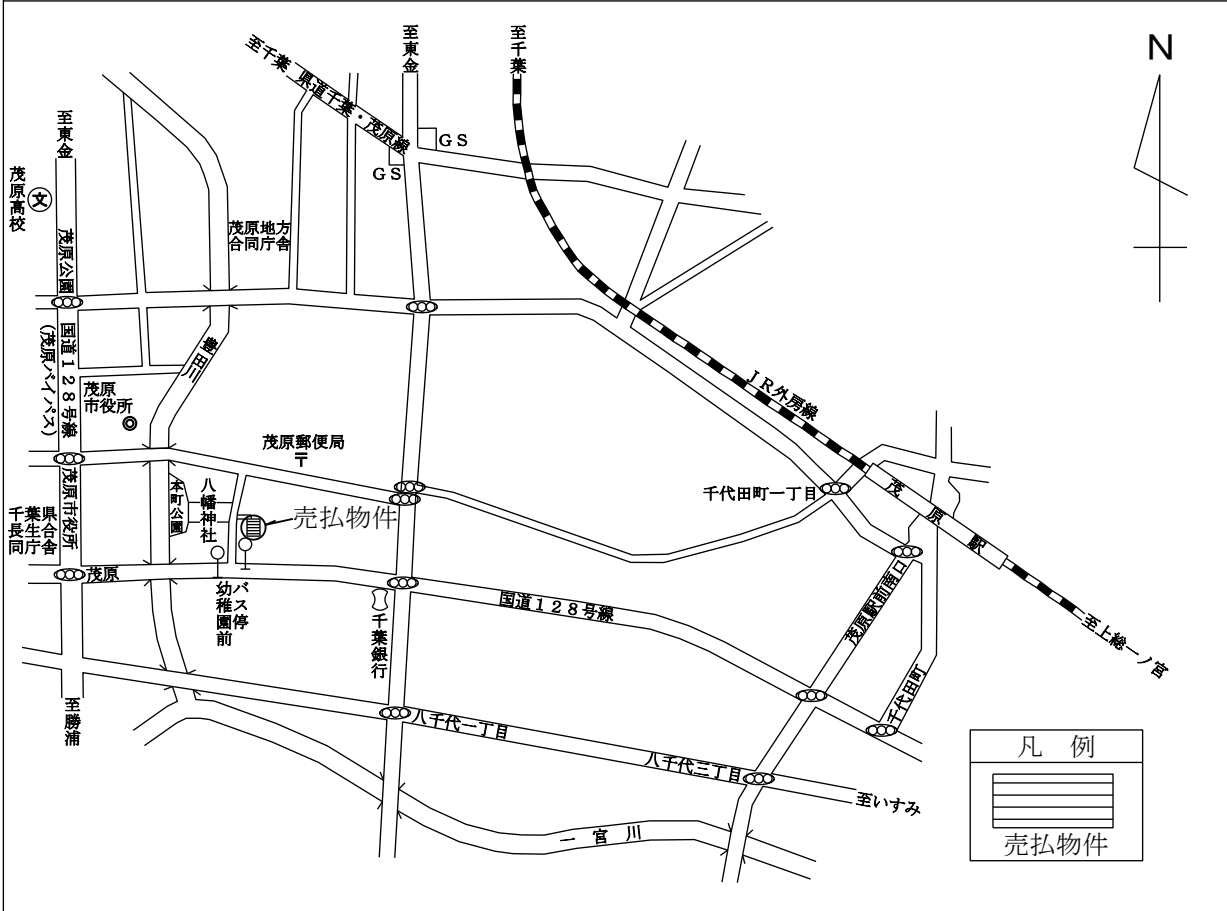 至東金
至千葉
至千葉 県道千葉・茂原線
N
GS
GS
至東金
茂原高校
文
茂原公園
茂原地方
合同庁舎
国道128号線
(茂原バイパス)
豊田川
茂原
市役所
JR外房線
茂原郵便局
〒
千代田町一丁目
茂原駅
本町公園
八幡神社
売払物件
茂原市役所
千葉県
長生合
同庁舎
茂原
バス停
幼稚園前
千葉銀行
国道128号線
茂原駅前南口
至上総一ノ宮
千代田町
至勝浦
八千代一丁目
八千代三丁目
至いすみ
一宮川
凡 例
売払物件